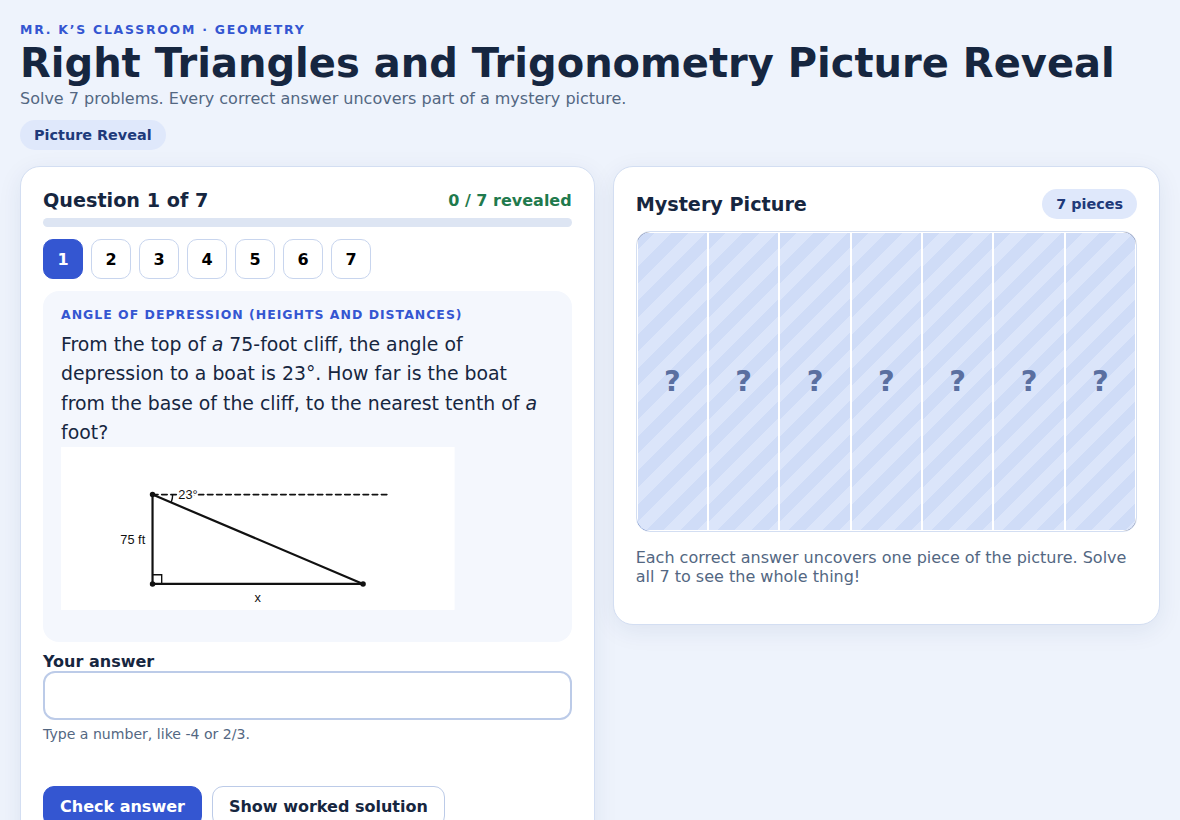 MR. K’S CLASSROOM · GEOMETRY
Right Triangles and Trigonometry Picture Reveal
Solve 7 problems. Every correct answer uncovers part of a mystery picture.
Picture Reveal
Question 1 of 7
0 / 7 revealed
1 2 3 4 5 6 7
ANGLE OF DEPRESSION (HEIGHTS AND DISTANCES)
From the top of a 75-foot cliff, the angle of
depression to a boat is 23°. How far is the boat
from the base of the cliff, to the nearest tenth of a
foot?
23°
75 ft
x
Your answer
Type a number, like -4 or 2/3.
Check answer
Show worked solution
Mystery Picture
7 pieces
? ? ? ? ? ? ?
Each correct answer uncovers one piece of the picture. Solve
all 7 to see the whole thing!